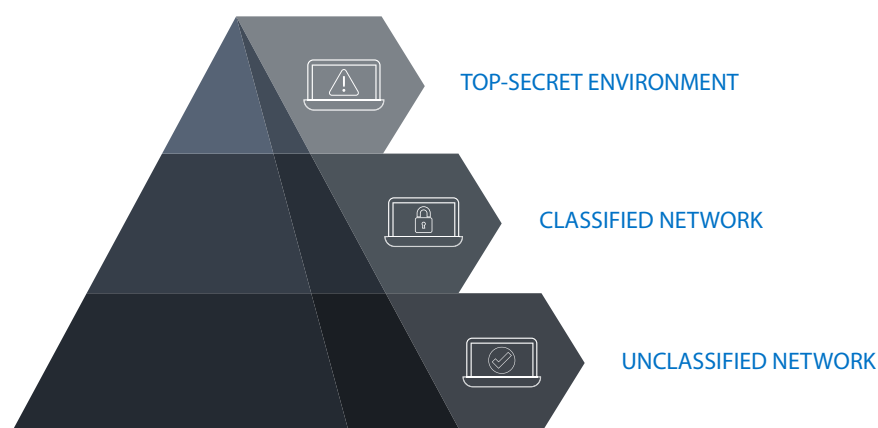 TOP-SECRET ENVIRONMENT
CLASSIFIED NETWORK
UNCLASSIFIED NETWORK